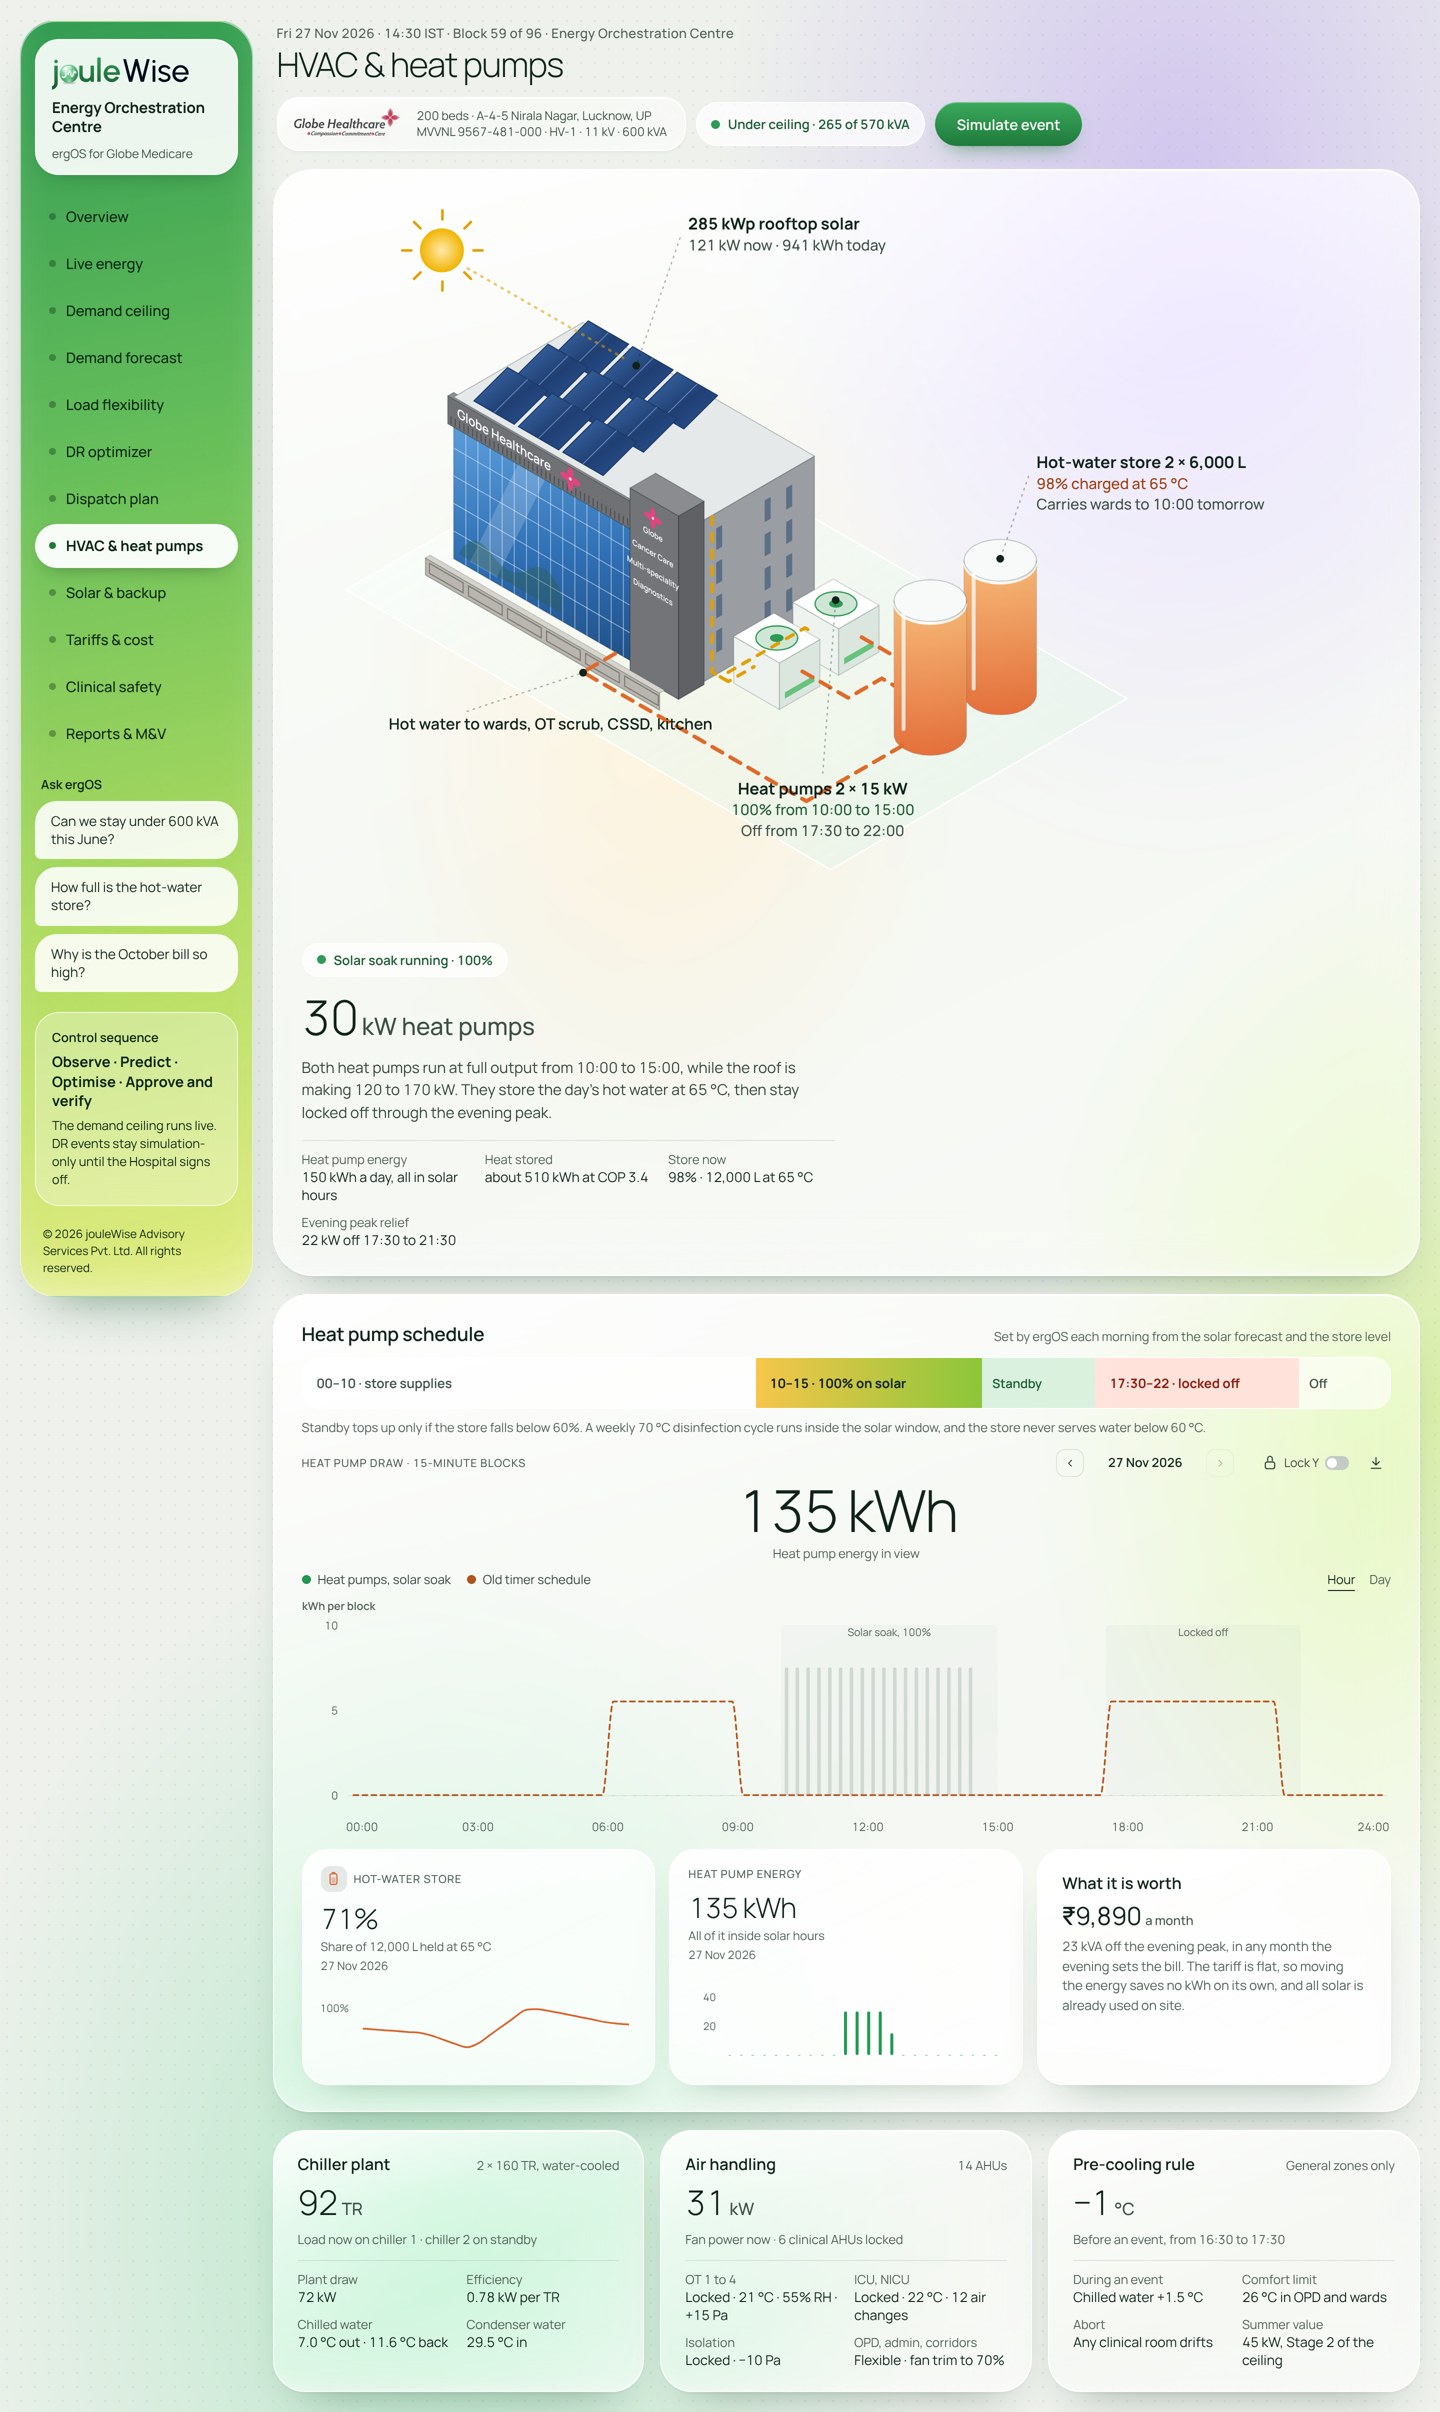 jouleWise
Energy Orchestration
Centre
ergOS for Globe Medicare
Overview
Live energy
Demand ceiling
Demand forecast
Load flexibility
DR optimizer
Dispatch plan
HVAC & heat pumps
Solar & backup
Tariffs & cost
Clinical safety
Reports & M&V
Ask ergOS
Can we stay under 600 kVA
this June?
How full is the hot-water
store?
Why is the October bill so
high?
Control sequence
Observe · Predict ·
Optimise · Approve and
verify
The demand ceiling runs live.
DR events stay simulation-
only until the Hospital signs
off.
© 2026 jouleWise Advisory
Services Pvt. Ltd. All rights
reserved.
Fri 27 Nov 2026 · 14:30 IST · Block 59 of 96 · Energy Orchestration Centre
HVAC & heat pumps
Globe Healthcare
Compassion • Commitment • Care
200 beds · A-4-5 Nirala Nagar, Lucknow, UP
MVVNL 9567-481-000 · HV-1 · 11 kV · 600 kVA
Under ceiling · 265 of 570 kVA
Simulate event
285 kWp rooftop solar
121 kW now · 941 kWh today
Globe Healthcare
Globe
Cancer Care
Multi-speciality
Diagnostics
Hot-water store 2 × 6,000 L
98% charged at 65 °C
Carries wards to 10:00 tomorrow
Hot water to wards, OT scrub, CSSD, kitchen
Heat pumps 2 × 15 kW
100% from 10:00 to 15:00
Off from 17:30 to 22:00
Solar soak running · 100%
30 kW heat pumps
Both heat pumps run at full output from 10:00 to 15:00, while the roof is
making 120 to 170 kW. They store the day's hot water at 65 °C, then stay
locked off through the evening peak.
Heat pump energy
150 kWh a day, all in solar
hours
Heat stored
about 510 kWh at COP 3.4
Store now
98% · 12,000 L at 65 °C
Evening peak relief
22 kW off 17:30 to 21:30
Heat pump schedule
Set by ergOS each morning from the solar forecast and the store level
00–10 · store supplies
10–15 · 100% on solar
Standby
17:30–22 · locked off
Off
Standby tops up only if the store falls below 60%. A weekly 70 °C disinfection cycle runs inside the solar window, and the store never serves water below 60 °C.
HEAT PUMP DRAW · 15-MINUTE BLOCKS
27 Nov 2026
Lock Y
135 kWh
Heat pump energy in view
Heat pumps, solar soak
Old timer schedule
Hour
Day
kWh per block
10
5
0
Solar soak, 100%
Locked off
00:00
03:00
06:00
09:00
12:00
15:00
18:00
21:00
24:00
HOT-WATER STORE
71%
Share of 12,000 L held at 65 °C
27 Nov 2026
100%
HEAT PUMP ENERGY
135 kWh
All of it inside solar hours
27 Nov 2026
40
20
What it is worth
₹9,890 a month
23 kVA off the evening peak, in any month the
evening sets the bill. The tariff is flat, so moving
the energy saves no kWh on its own, and all solar is
already used on site.
Chiller plant
2 × 160 TR, water-cooled
92 TR
Load now on chiller 1 · chiller 2 on standby
Plant draw
72 kW
Efficiency
0.78 kW per TR
Chilled water
7.0 °C out · 11.6 °C back
Condenser water
29.5 °C in
Air handling
14 AHUs
31 kW
Fan power now · 6 clinical AHUs locked
OT 1 to 4
Locked · 21 °C · 55% RH ·
+15 Pa
ICU, NICU
Locked · 22 °C · 12 air
changes
Isolation
Locked · −10 Pa
OPD, admin, corridors
Flexible · fan trim to 70%
Pre-cooling rule
General zones only
−1 °C
Before an event, from 16:30 to 17:30
During an event
Chilled water +1.5 °C
Comfort limit
26 °C in OPD and wards
Abort
Any clinical room drifts
Summer value
45 kW, Stage 2 of the
ceiling